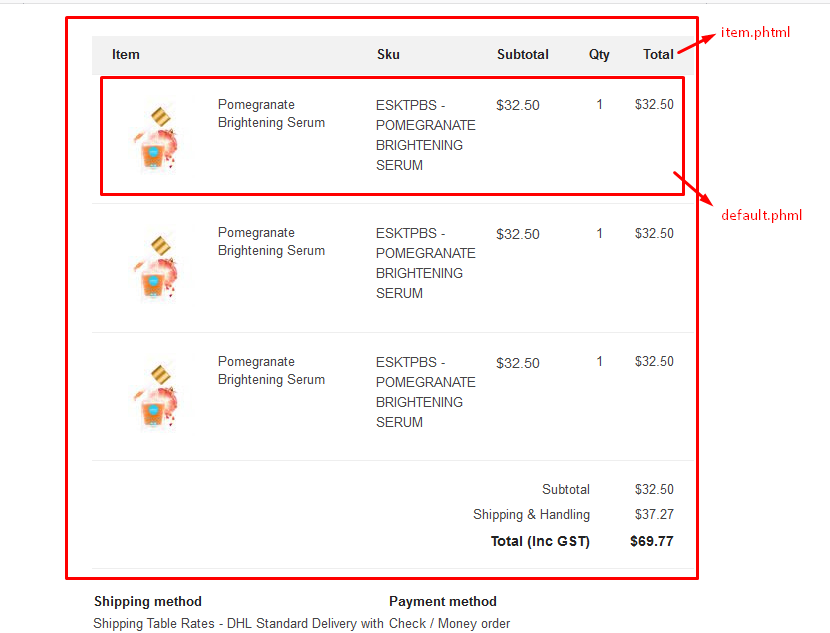 item.phtml
Item Sku Subtotal Qty Total
Pomegranate
Brightening Serum
ESKTPBS -
POMEGRANATE
BRIGHTENING
SERUM
$32.50 1 $32.50
default.phml
Pomegranate
Brightening Serum
ESKTPBS -
POMEGRANATE
BRIGHTENING
SERUM
$32.50 1 $32.50
Pomegranate
Brightening Serum
ESKTPBS -
POMEGRANATE
BRIGHTENING
SERUM
$32.50 1 $32.50
Subtotal $32.50
Shipping & Handling $37.27
Total (Inc GST) $69.77
Shipping method Payment method
Shipping Table Rates - DHL Standard Delivery with Check / Money order